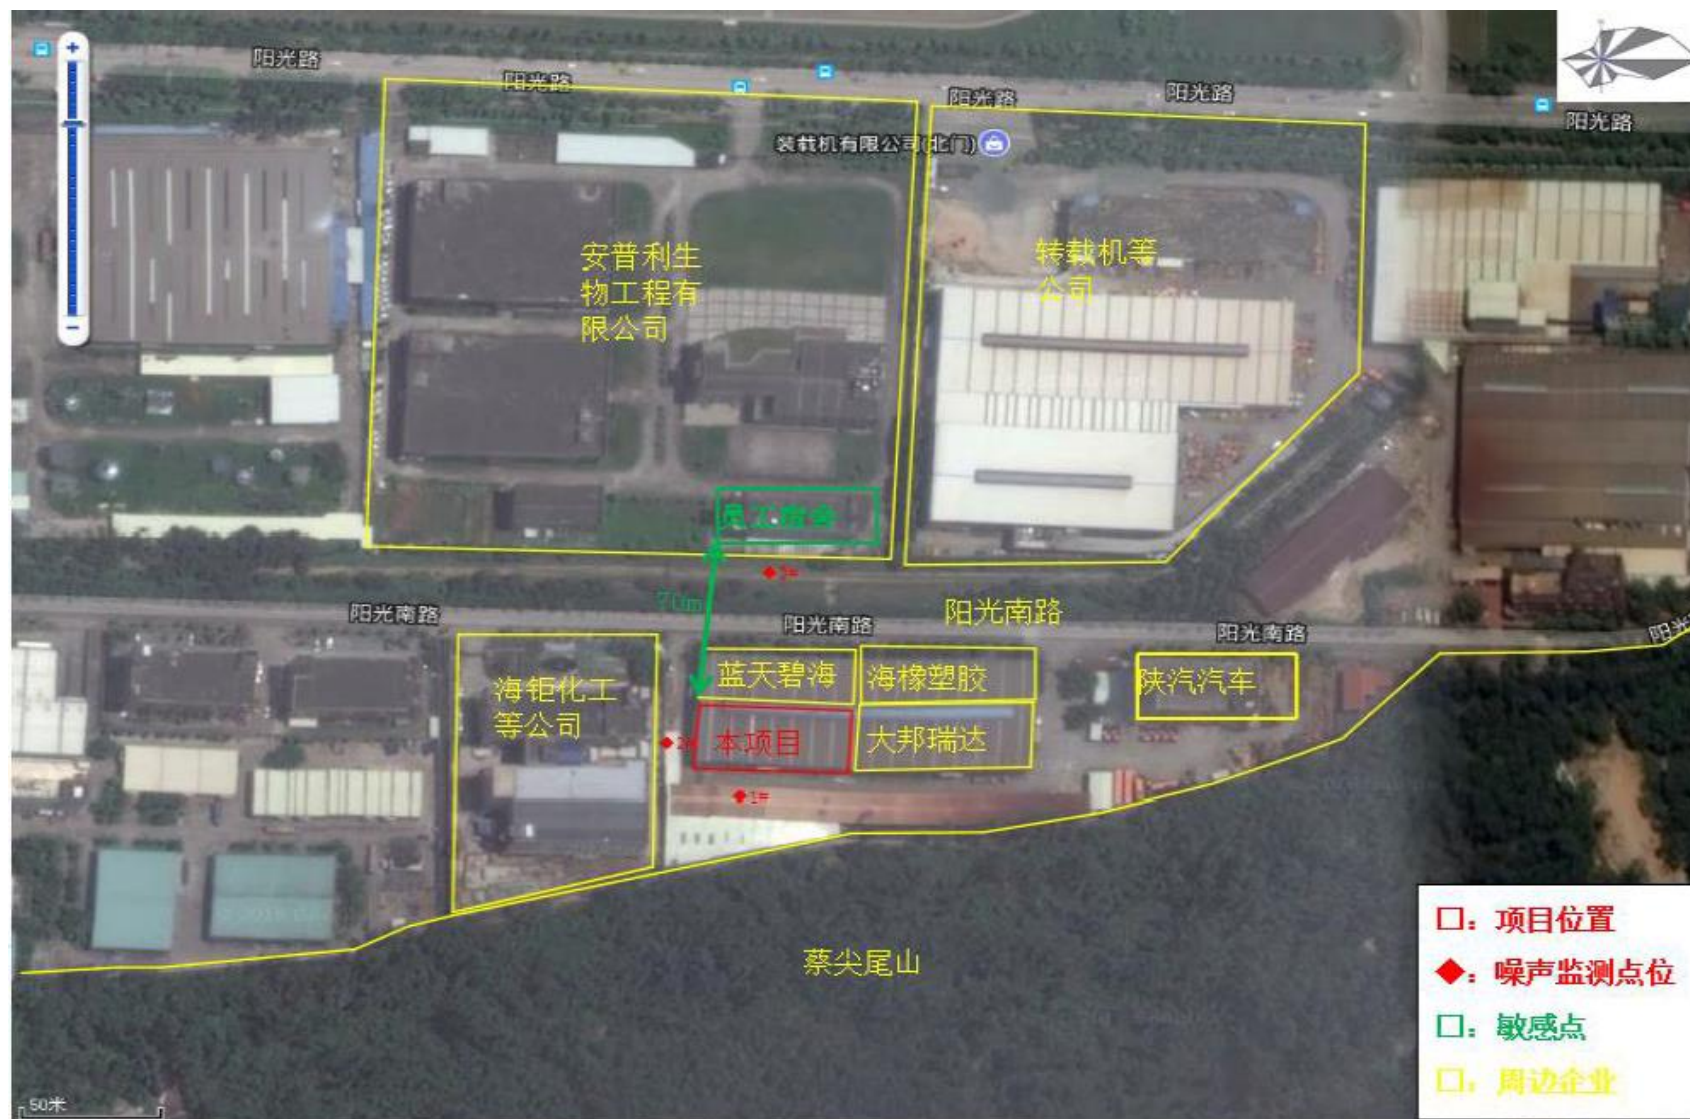 阳光路
阳光路
阳光路
阳光路
阳光路
装载机有限公司(北门)
安普利生
物工程有
限公司
转载机等
公司
员工宿舍
3#
70m
阳光南路
阳光南路
阳光南路
阳光南路
蓝天碧海
海橡塑胶
陕汽汽车
海钜化工
等公司
本项目
大邦瑞达
2#
1#
蔡尖尾山
口：项目位置
◆：噪声监测点位
口：敏感点
口：周边企业
50米